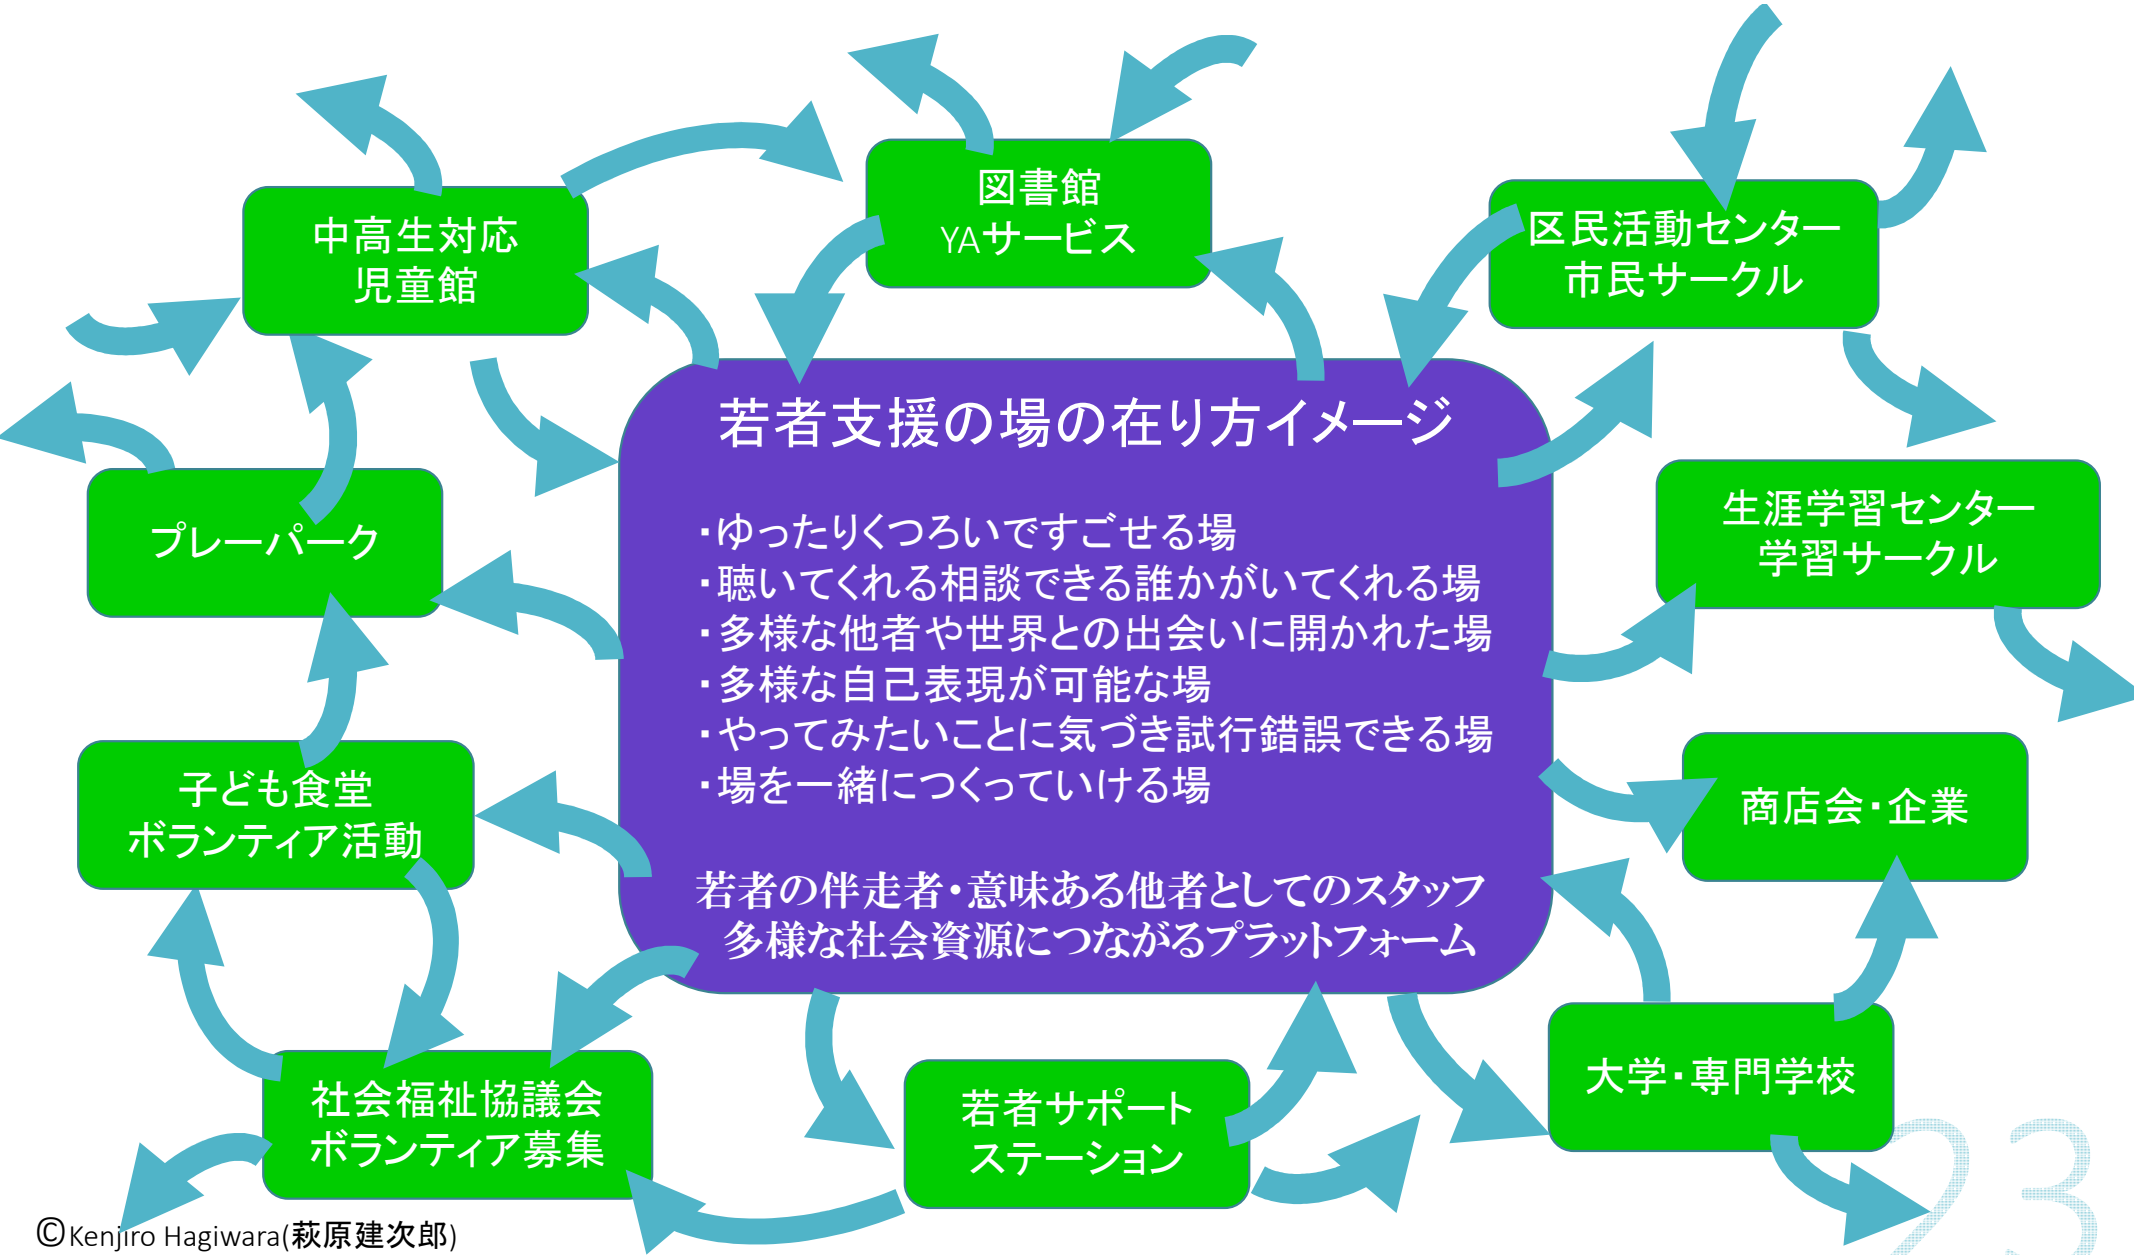 中高生対応
児童館
図書館
YAサービス
区民活動センター
市民サークル
プレーパーク
若者支援の場の在り方イメージ
・ゆったりくつろいですごせる場
・聴いてくれる相談できる誰かがいてくれる場
・多様な他者や世界との出会いに開かれた場
・多様な自己表現が可能な場
・やってみたいことに気づき試行錯誤できる場
・場を一緒につくっていける場
若者の伴走者・意味ある他者としてのスタッフ
多様な社会資源につながるプラットフォーム
生涯学習センター
学習サークル
子ども食堂
ボランティア活動
商店会・企業
社会福祉協議会
ボランティア募集
若者サポート
ステーション
大学・専門学校
©Kenjiro Hagiwara(萩原建次郎)
23